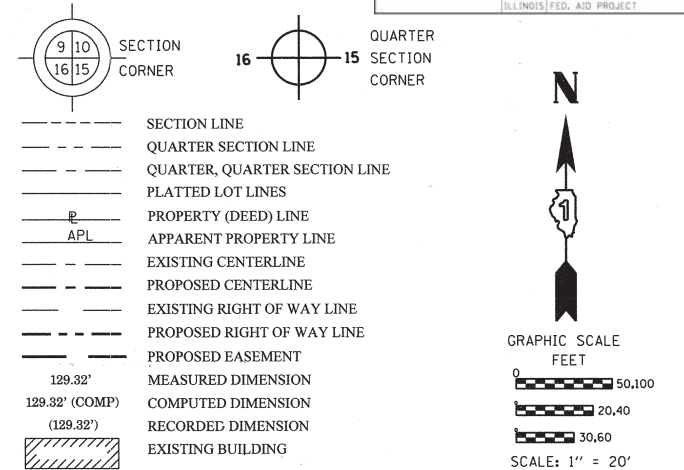 ILLINOIS FED. AID PROJECT
9 10
16 15
SECTION
CORNER
16
15
QUARTER
SECTION
CORNER
SECTION LINE
QUARTER SECTION LINE
QUARTER, QUARTER SECTION LINE
PLATTED LOT LINES
PL PROPERTY (DEED) LINE
APL APPARENT PROPERTY LINE
EXISTING CENTERLINE
PROPOSED CENTERLINE
EXISTING RIGHT OF WAY LINE
PROPOSED RIGHT OF WAY LINE
PROPOSED EASEMENT
129.32' MEASURED DIMENSION
129.32' (COMP) COMPUTED DIMENSION
(129.32') RECORDED DIMENSION
EXISTING BUILDING
N
1
GRAPHIC SCALE
FEET
0
50,100
0
20,40
0
30,60
SCALE: 1" = 20'